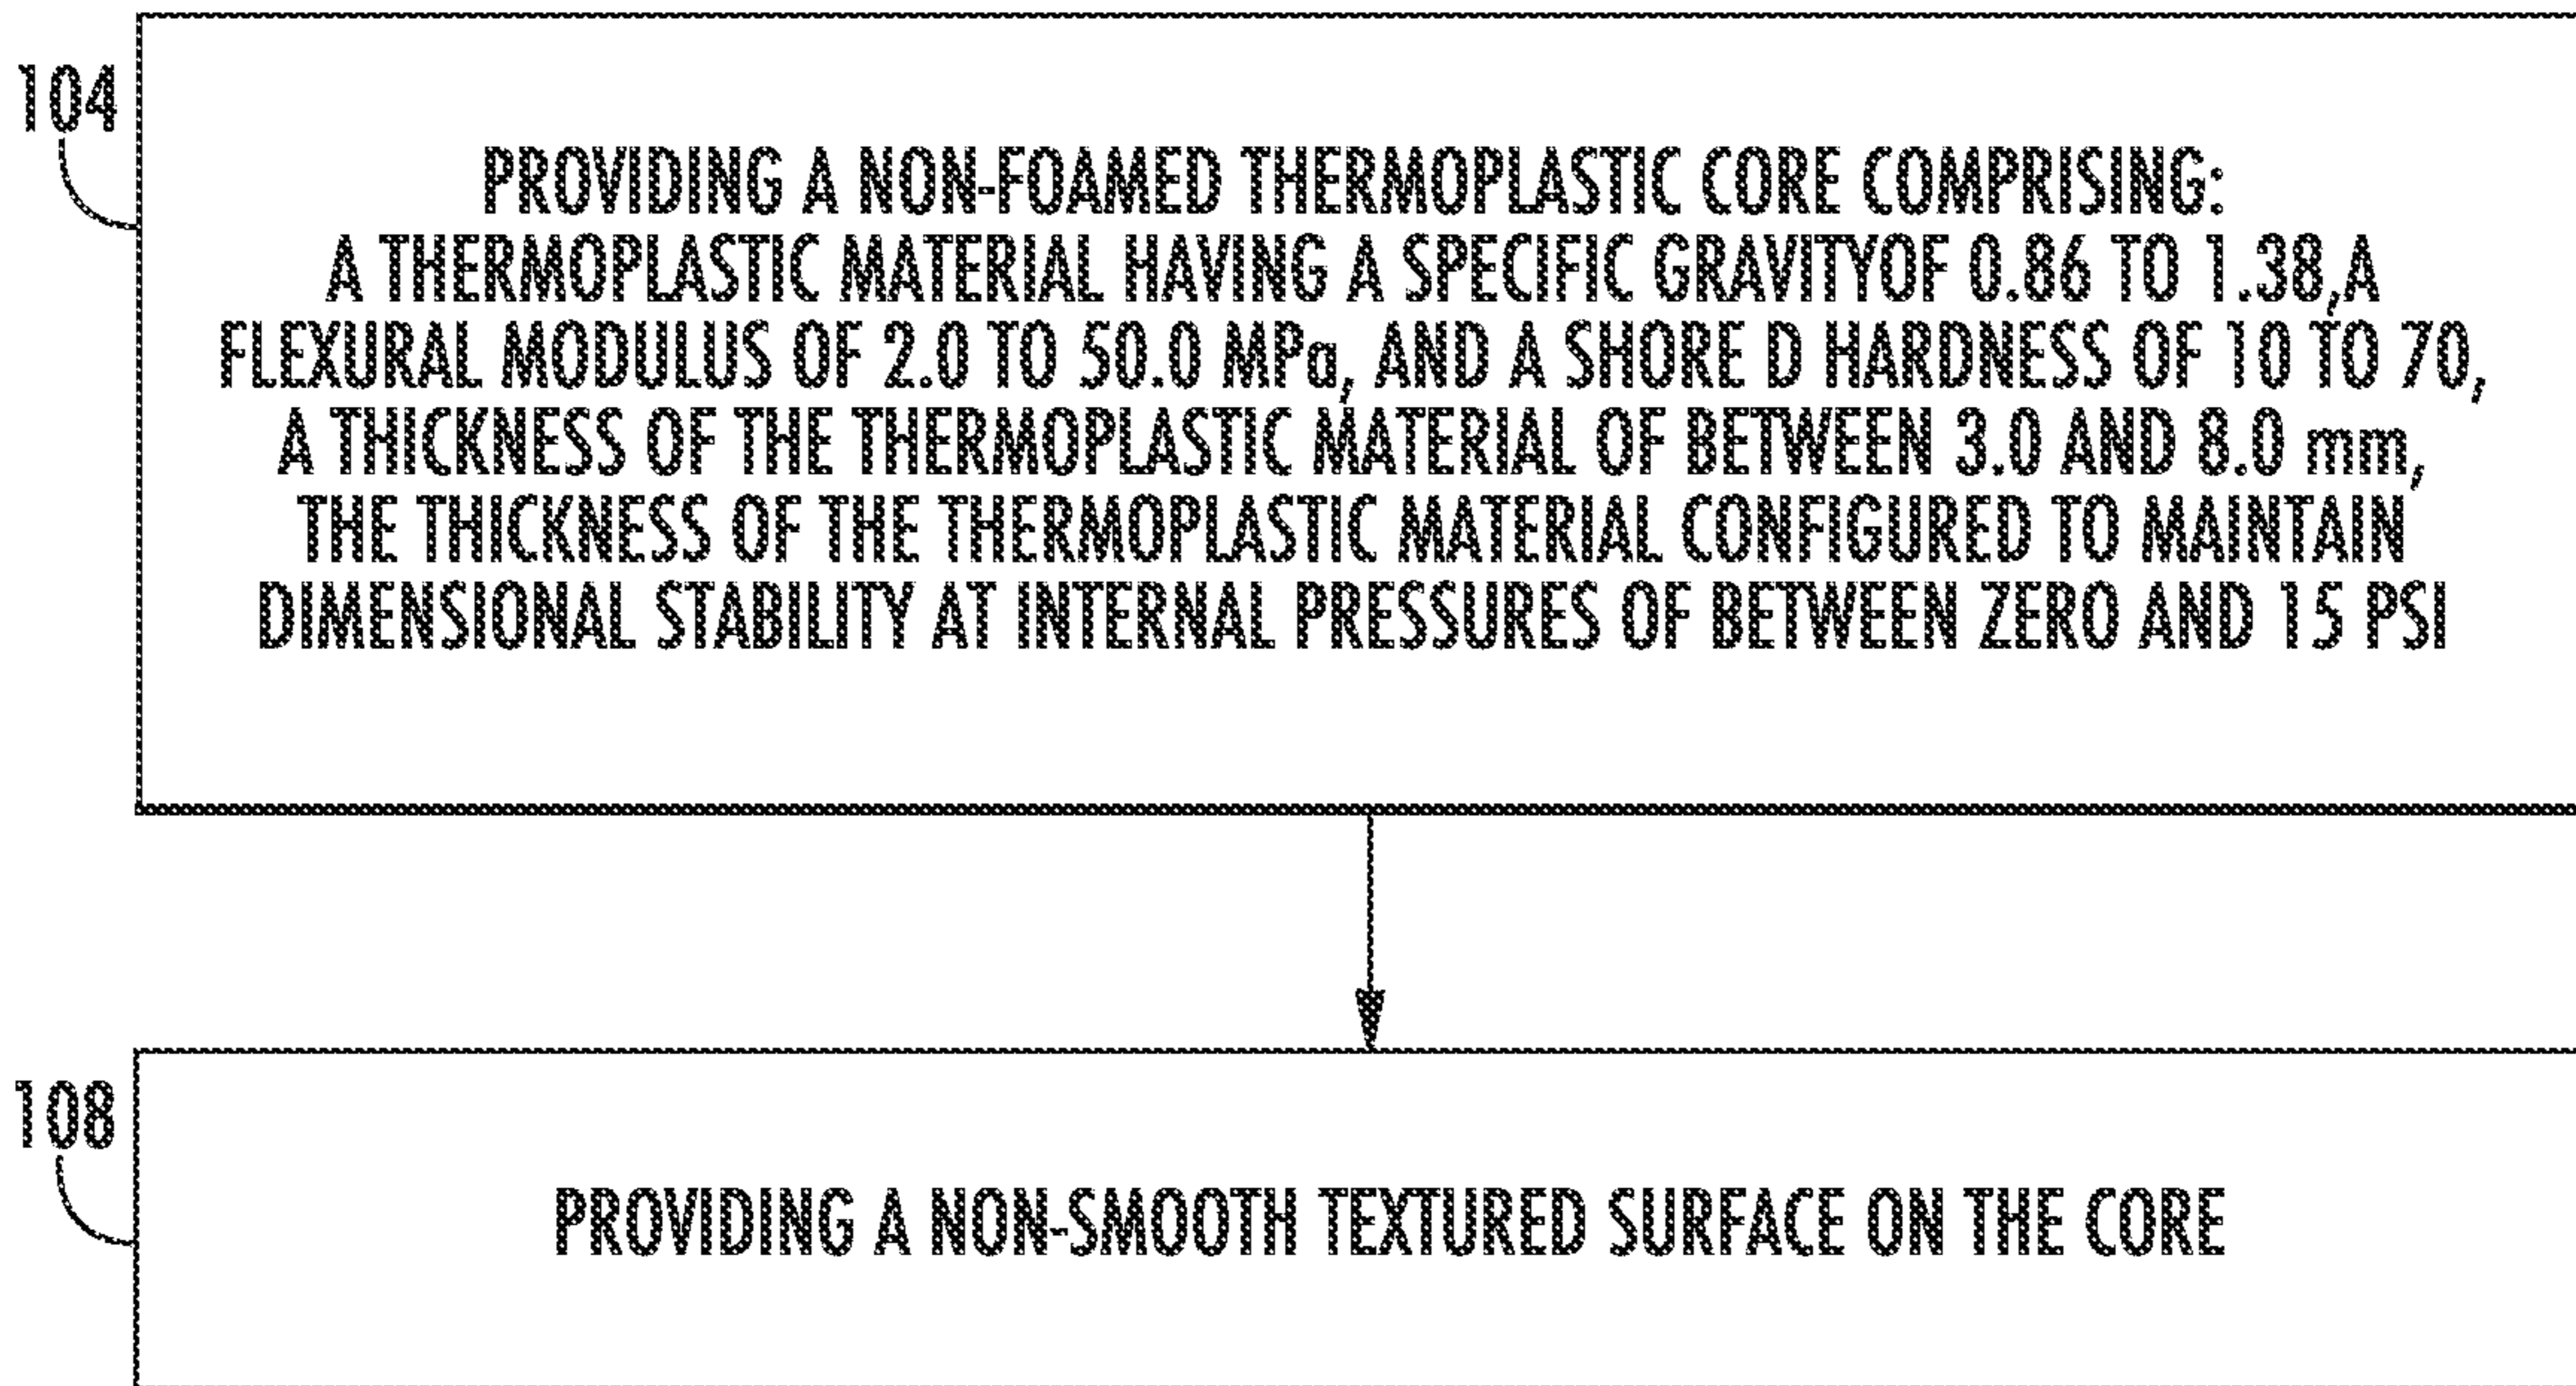 104
PROVIDING A NON-FOAMED THERMOPLASTIC CORE COMPRISING:
A THERMOPLASTIC MATERIAL HAVING A SPECIFIC GRAVITYOF 0.86 TO 1.38,A
FLEXURAL MODULUS OF 2.0 TO 50.0 MPa, AND A SHORE D HARDNESS OF 10 TO 70,
A THICKNESS OF THE THERMOPLASTIC MATERIAL OF BETWEEN 3.0 AND 8.0 mm,
THE THICKNESS OF THE THERMOPLASTIC MATERIAL CONFIGURED TO MAINTAIN
DIMENSIONAL STABILITY AT INTERNAL PRESSURES OF BETWEEN ZERO AND 15 PSI
108
PROVIDING A NON-SMOOTH TEXTURED SURFACE ON THE CORE